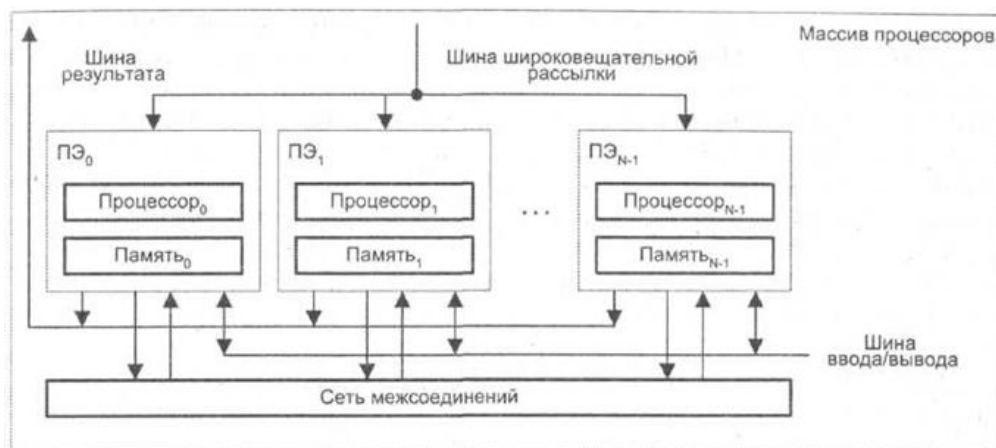 Массив процессоров
Шина
результата
Шина широковещательной
рассылки
ПЭ0
ПЭ1
ПЭN-1
Процессор0
Процессор1
...
ПроцессорN-1
Память0
Память1
ПамятьN-1
Шина
ввода/вывода
Сеть межсоединений